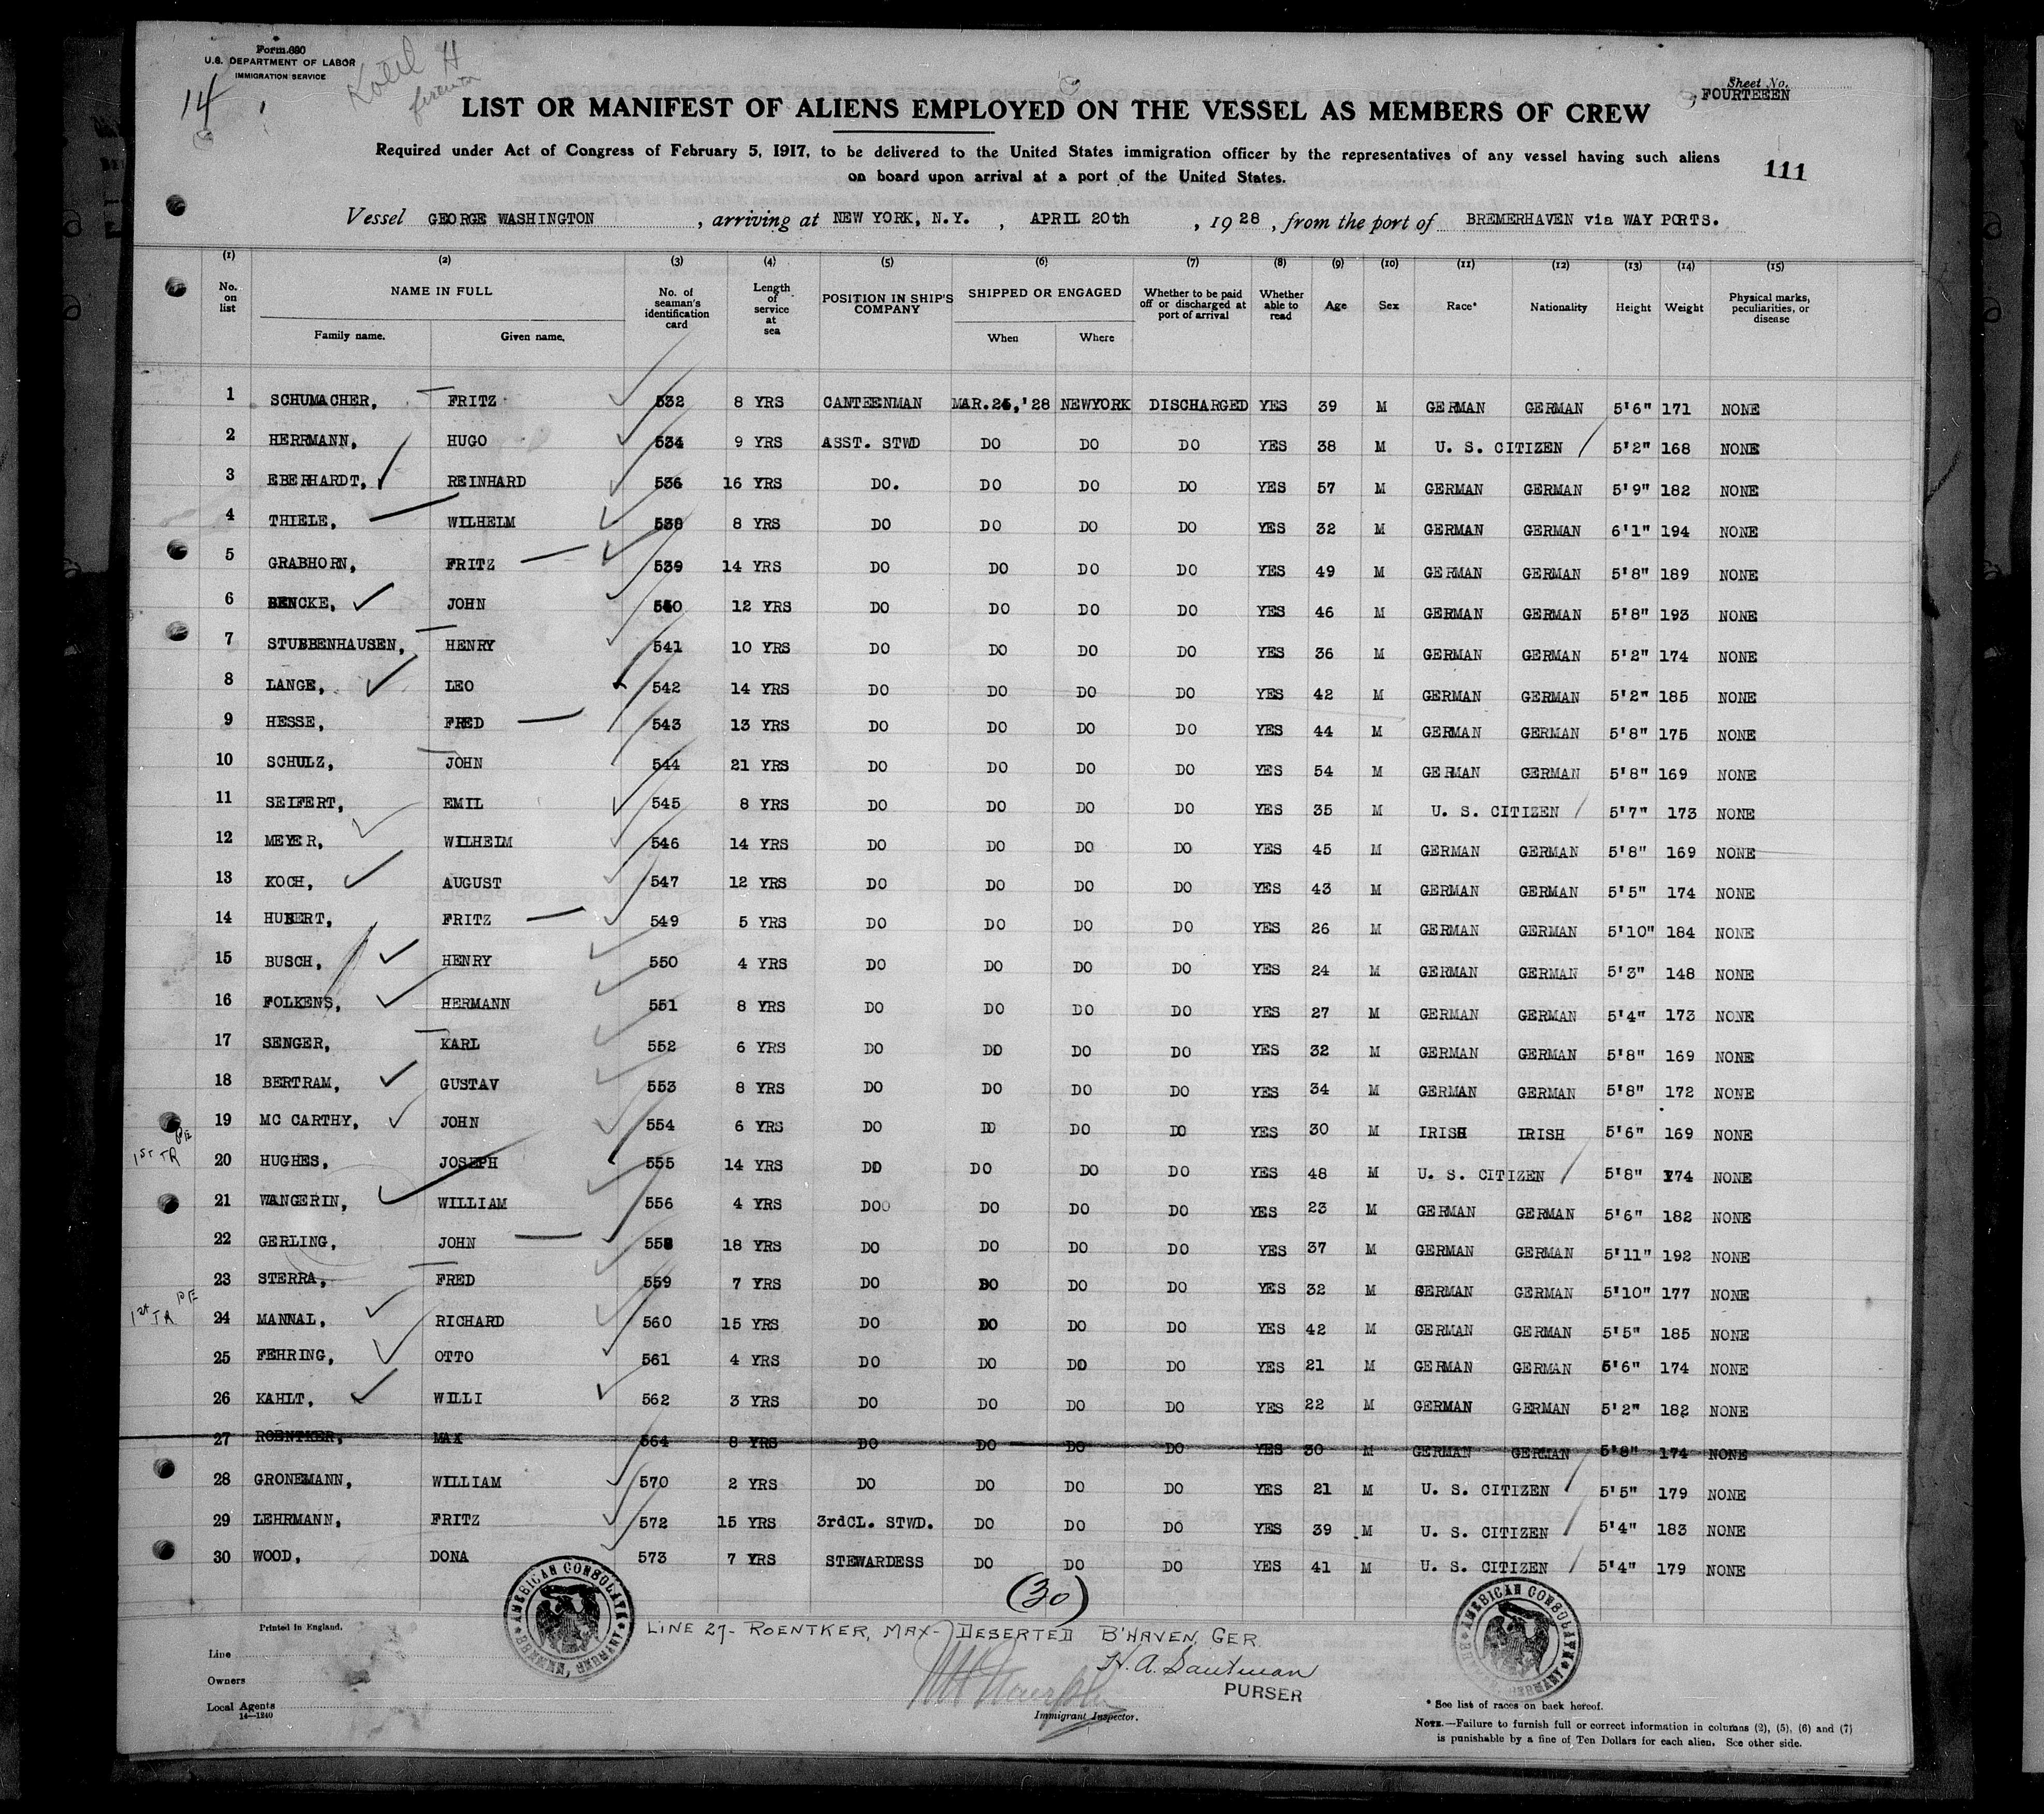 Form 680
U.S. DEPARTMENT OF LABOR
IMMIGRATION SERVICE
14
Sheet No.
FOURTEEEN
LIST OR MANIFEST OF ALIENS EMPLOYED ON THE VESSEL AS MEMBERS OF CREW
Required under Act of Congress of February 5, 1917, to be delivered to the United States immigration officer by the representatives of any vessel having such aliens
on board upon arrival at a port of the United States.
111
Vessel GEORGE WASHINGTON, arriving at NEW YORK, N.Y., APRIL 20th, 1928, from the port of BREMERHAVEN via WAY PORTS.
(1) (2) (3) (4) (5) (6) (7) (8) (9) (10) (11) (12) (13) (14) (15)
No. on list NAME IN FULL Family name. Given name. No. of seaman's identification card Length of service at sea POSITION IN SHIP'S COMPANY SHIPPED OR ENGAGED When Where Whether to be paid off or discharged at port of arrival Whether able to read Age Sex Race* Nationality Height Weight Physical marks, peculiarities, or disease
1 SCHUMACHER, FRITZ 532 8 YRS CANTEENMAN MAR.26,'28 NEWYORK DISCHARGED YES 39 M GERMAN GERMAN 5'6" 171 NONE
2 HERRMANN, HUGO 534 9 YRS ASST. STWD DO DO DO YES 38 M U. S. CITIZEN 5'2" 168 NONE
3 EBERHARDT, REINHARD 536 16 YRS DO. DO DO DO YES 57 M GERMAN GERMAN 5'9" 182 NONE
4 THIELE, WILHELM 538 8 YRS DO DO DO DO YES 32 M GERMAN GERMAN 6'1" 194 NONE
5 GRABHORN, FRITZ 539 14 YRS DO DO DO DO YES 49 M GERMAN GERMAN 5'8" 189 NONE
6 BENCKE, JOHN 540 12 YRS DO DO DO DO YES 46 M GERMAN GERMAN 5'8" 193 NONE
7 STUBBENHAUSEN, HENRY 541 10 YRS DO DO DO DO YES 36 M GERMAN GERMAN 5'2" 174 NONE
8 LANGE, LEO 542 14 YRS DO DO DO DO YES 42 M GERMAN GERMAN 5'2" 185 NONE
9 HESSE, FRED 543 13 YRS DO DO DO DO YES 44 M GERMAN GERMAN 5'8" 175 NONE
10 SCHULZ, JOHN 544 21 YRS DO DO DO DO YES 54 M GERMAN GERMAN 5'8" 169 NONE
11 SEIFERT, EMIL 545 8 YRS DO DO DO DO YES 35 M U. S. CITIZEN 5'7" 173 NONE
12 MEYER, WILHELM 546 14 YRS DO DO DO DO YES 45 M GERMAN GERMAN 5'8" 169 NONE
13 KOCH, AUGUST 547 12 YRS DO DO DO DO YES 43 M GERMAN GERMAN 5'5" 174 NONE
14 HUBERT, FRITZ 549 5 YRS DO DO DO DO YES 26 M GERMAN GERMAN 5'10" 184 NONE
15 BUSCH, HENRY 550 4 YRS DO DO DO DO YES 24 M GERMAN GERMAN 5'3" 148 NONE
16 FOLKENS, HERMANN 551 8 YRS DO DO DO DO YES 27 M GERMAN GERMAN 5'4" 173 NONE
17 SENGER, KARL 552 6 YRS DO DO DO DO YES 32 M GERMAN GERMAN 5'8" 169 NONE
18 BERTRAM, GUSTAV 553 8 YRS DO DO DO DO YES 34 M GERMAN GERMAN 5'8" 172 NONE
19 MC CARTHY, JOHN 554 6 YRS DO DO DO DO YES 30 M IRISH IRISH 5'6" 169 NONE
1ST TR PE
20 HUGHES, JOSEPH 555 14 YRS DO DO DO DO YES 48 M U. S. CITIZEN 5'8" 174 NONE
21 WANGERIN, WILLIAM 556 4 YRS DOO DO DO DO YES 23 M GERMAN GERMAN 5'6" 182 NONE
22 GERLING, JOHN 558 18 YRS DO DO DO DO YES 37 M GERMAN GERMAN 5'11" 192 NONE
23 STERRA, FRED 559 7 YRS DO DO DO DO YES 32 M GERMAN GERMAN 5'10" 177 NONE
1st TR PE
24 MANNAL, RICHARD 560 15 YRS DO DO DO DO YES 42 M GERMAN GERMAN 5'5" 185 NONE
25 FEHRING, OTTO 561 4 YRS DO DO DO DO YES 21 M GERMAN GERMAN 5'6" 174 NONE
26 KAHLT, WILLI 562 3 YRS DO DO DO DO YES 22 M GERMAN GERMAN 5'2" 182 NONE
27 ROENTKER, MAX 564 8 YRS DO DO DO DO YES 30 M GERMAN GERMAN 5'8" 174 NONE
28 GRONEMANN, WILLIAM 570 2 YRS DO DO DO DO YES 21 M U. S. CITIZEN 5'5" 179 NONE
29 LEHRMANN, FRITZ 572 15 YRS 3rdCL. STWD. DO DO DO YES 39 M U. S. CITIZEN 5'4" 183 NONE
30 WOOD, DONA 573 7 YRS STEWARDESS DO DO DO YES 41 M U. S. CITIZEN 5'4" 179 NONE
(30)
AMERICAN CONSULATE BREMEN, GERMANY
AMERICAN CONSULATE BREMEN, GERMANY
Printed in England.
LINE 27- ROENTKER, MAX- DESERTED B'HAVEN, GER.
Line
Owners
Local Agents
14—1240
H. A. Sautman
PURSER
Immigrant Inspector.
* See list of races on back hereof.
NOTE.—Failure to furnish full or correct information in columns (2), (5), (6) and (7)
is punishable by a fine of Ten Dollars for each alien. See other side.